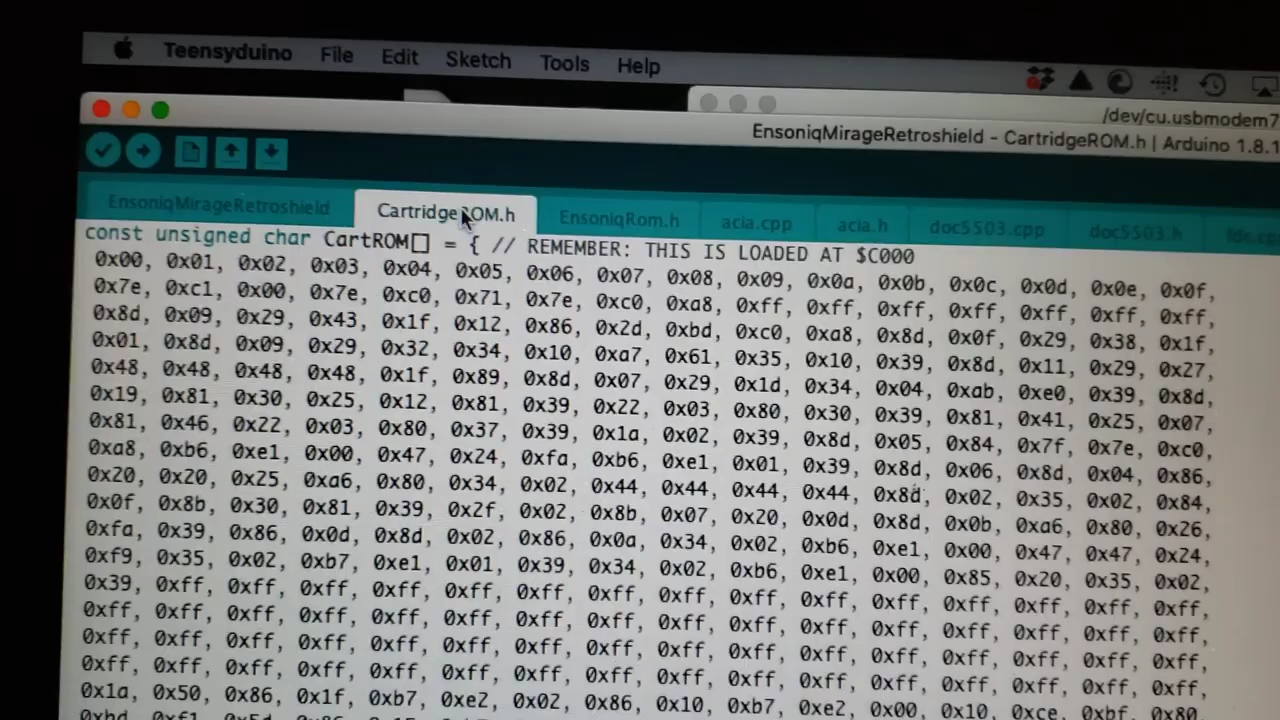 Teensyduino File Edit Sketch Tools Help
/dev/cu.usbmodem7
EnsoniqMirageRetroshield - CartridgeROM.h | Arduino 1.8.1
EnsoniqMirageRetroshield CartridgeROM.h EnsoniqRom.h acia.cpp acia.h doc5503.cpp doc5503.h fdc.cp
const unsigned char CartROM[] = { // REMEMBER: THIS IS LOADED AT $C000
0x00, 0x01, 0x02, 0x03, 0x04, 0x05, 0x06, 0x07, 0x08, 0x09, 0x0a, 0x0b, 0x0c, 0x0d, 0x0e, 0x0f,
0x7e, 0xc1, 0x00, 0x7e, 0xc0, 0x71, 0x7e, 0xc0, 0xa8, 0xff, 0xff, 0xff, 0xff, 0xff, 0xff, 0xff,
0x8d, 0x09, 0x29, 0x43, 0x1f, 0x12, 0x86, 0x2d, 0xbd, 0xc0, 0xa8, 0x8d, 0x0f, 0x29, 0x38, 0x1f,
0x01, 0x8d, 0x09, 0x29, 0x32, 0x34, 0x10, 0xa7, 0x61, 0x35, 0x10, 0x39, 0x8d, 0x11, 0x29, 0x27,
0x48, 0x48, 0x48, 0x48, 0x1f, 0x89, 0x8d, 0x07, 0x29, 0x1d, 0x34, 0x04, 0xab, 0xe0, 0x39, 0x8d,
0x19, 0x81, 0x30, 0x25, 0x12, 0x81, 0x39, 0x22, 0x03, 0x80, 0x30, 0x39, 0x81, 0x41, 0x25, 0x07,
0x81, 0x46, 0x22, 0x03, 0x80, 0x37, 0x39, 0x1a, 0x02, 0x39, 0x8d, 0x05, 0x84, 0x7f, 0x7e, 0xc0,
0xa8, 0xb6, 0xe1, 0x00, 0x47, 0x24, 0xfa, 0xb6, 0xe1, 0x01, 0x39, 0x8d, 0x06, 0x8d, 0x04, 0x86,
0x20, 0x20, 0x25, 0xa6, 0x80, 0x34, 0x02, 0x44, 0x44, 0x44, 0x44, 0x8d, 0x02, 0x35, 0x02, 0x84,
0x0f, 0x8b, 0x30, 0x81, 0x39, 0x2f, 0x02, 0x8b, 0x07, 0x20, 0x0d, 0x8d, 0x0b, 0xa6, 0x80, 0x26,
0xfa, 0x39, 0x86, 0x0d, 0x8d, 0x02, 0x86, 0x0a, 0x34, 0x02, 0xb6, 0xe1, 0x00, 0x47, 0x47, 0x24,
0xf9, 0x35, 0x02, 0xb7, 0xe1, 0x01, 0x39, 0x34, 0x02, 0xb6, 0xe1, 0x00, 0x85, 0x20, 0x35, 0x02,
0x39, 0xff, 0xff, 0xff, 0xff, 0xff, 0xff, 0xff, 0xff, 0xff, 0xff, 0xff, 0xff, 0xff, 0xff, 0xff,
0xff, 0xff, 0xff, 0xff, 0xff, 0xff, 0xff, 0xff, 0xff, 0xff, 0xff, 0xff, 0xff, 0xff, 0xff, 0xff,
0xff, 0xff, 0xff, 0xff, 0xff, 0xff, 0xff, 0xff, 0xff, 0xff, 0xff, 0xff, 0xff, 0xff, 0xff, 0xff,
0xff, 0xff, 0xff, 0xff, 0xff, 0xff, 0xff, 0xff, 0xff, 0xff, 0xff, 0xff, 0xff, 0xff, 0xff, 0xff,
0x1a, 0x50, 0x86, 0x1f, 0xb7, 0xe2, 0x02, 0x86, 0x10, 0xb7, 0xe2, 0x00, 0x10, 0xce, 0xbf, 0x80,
0xbd, 0xf1,